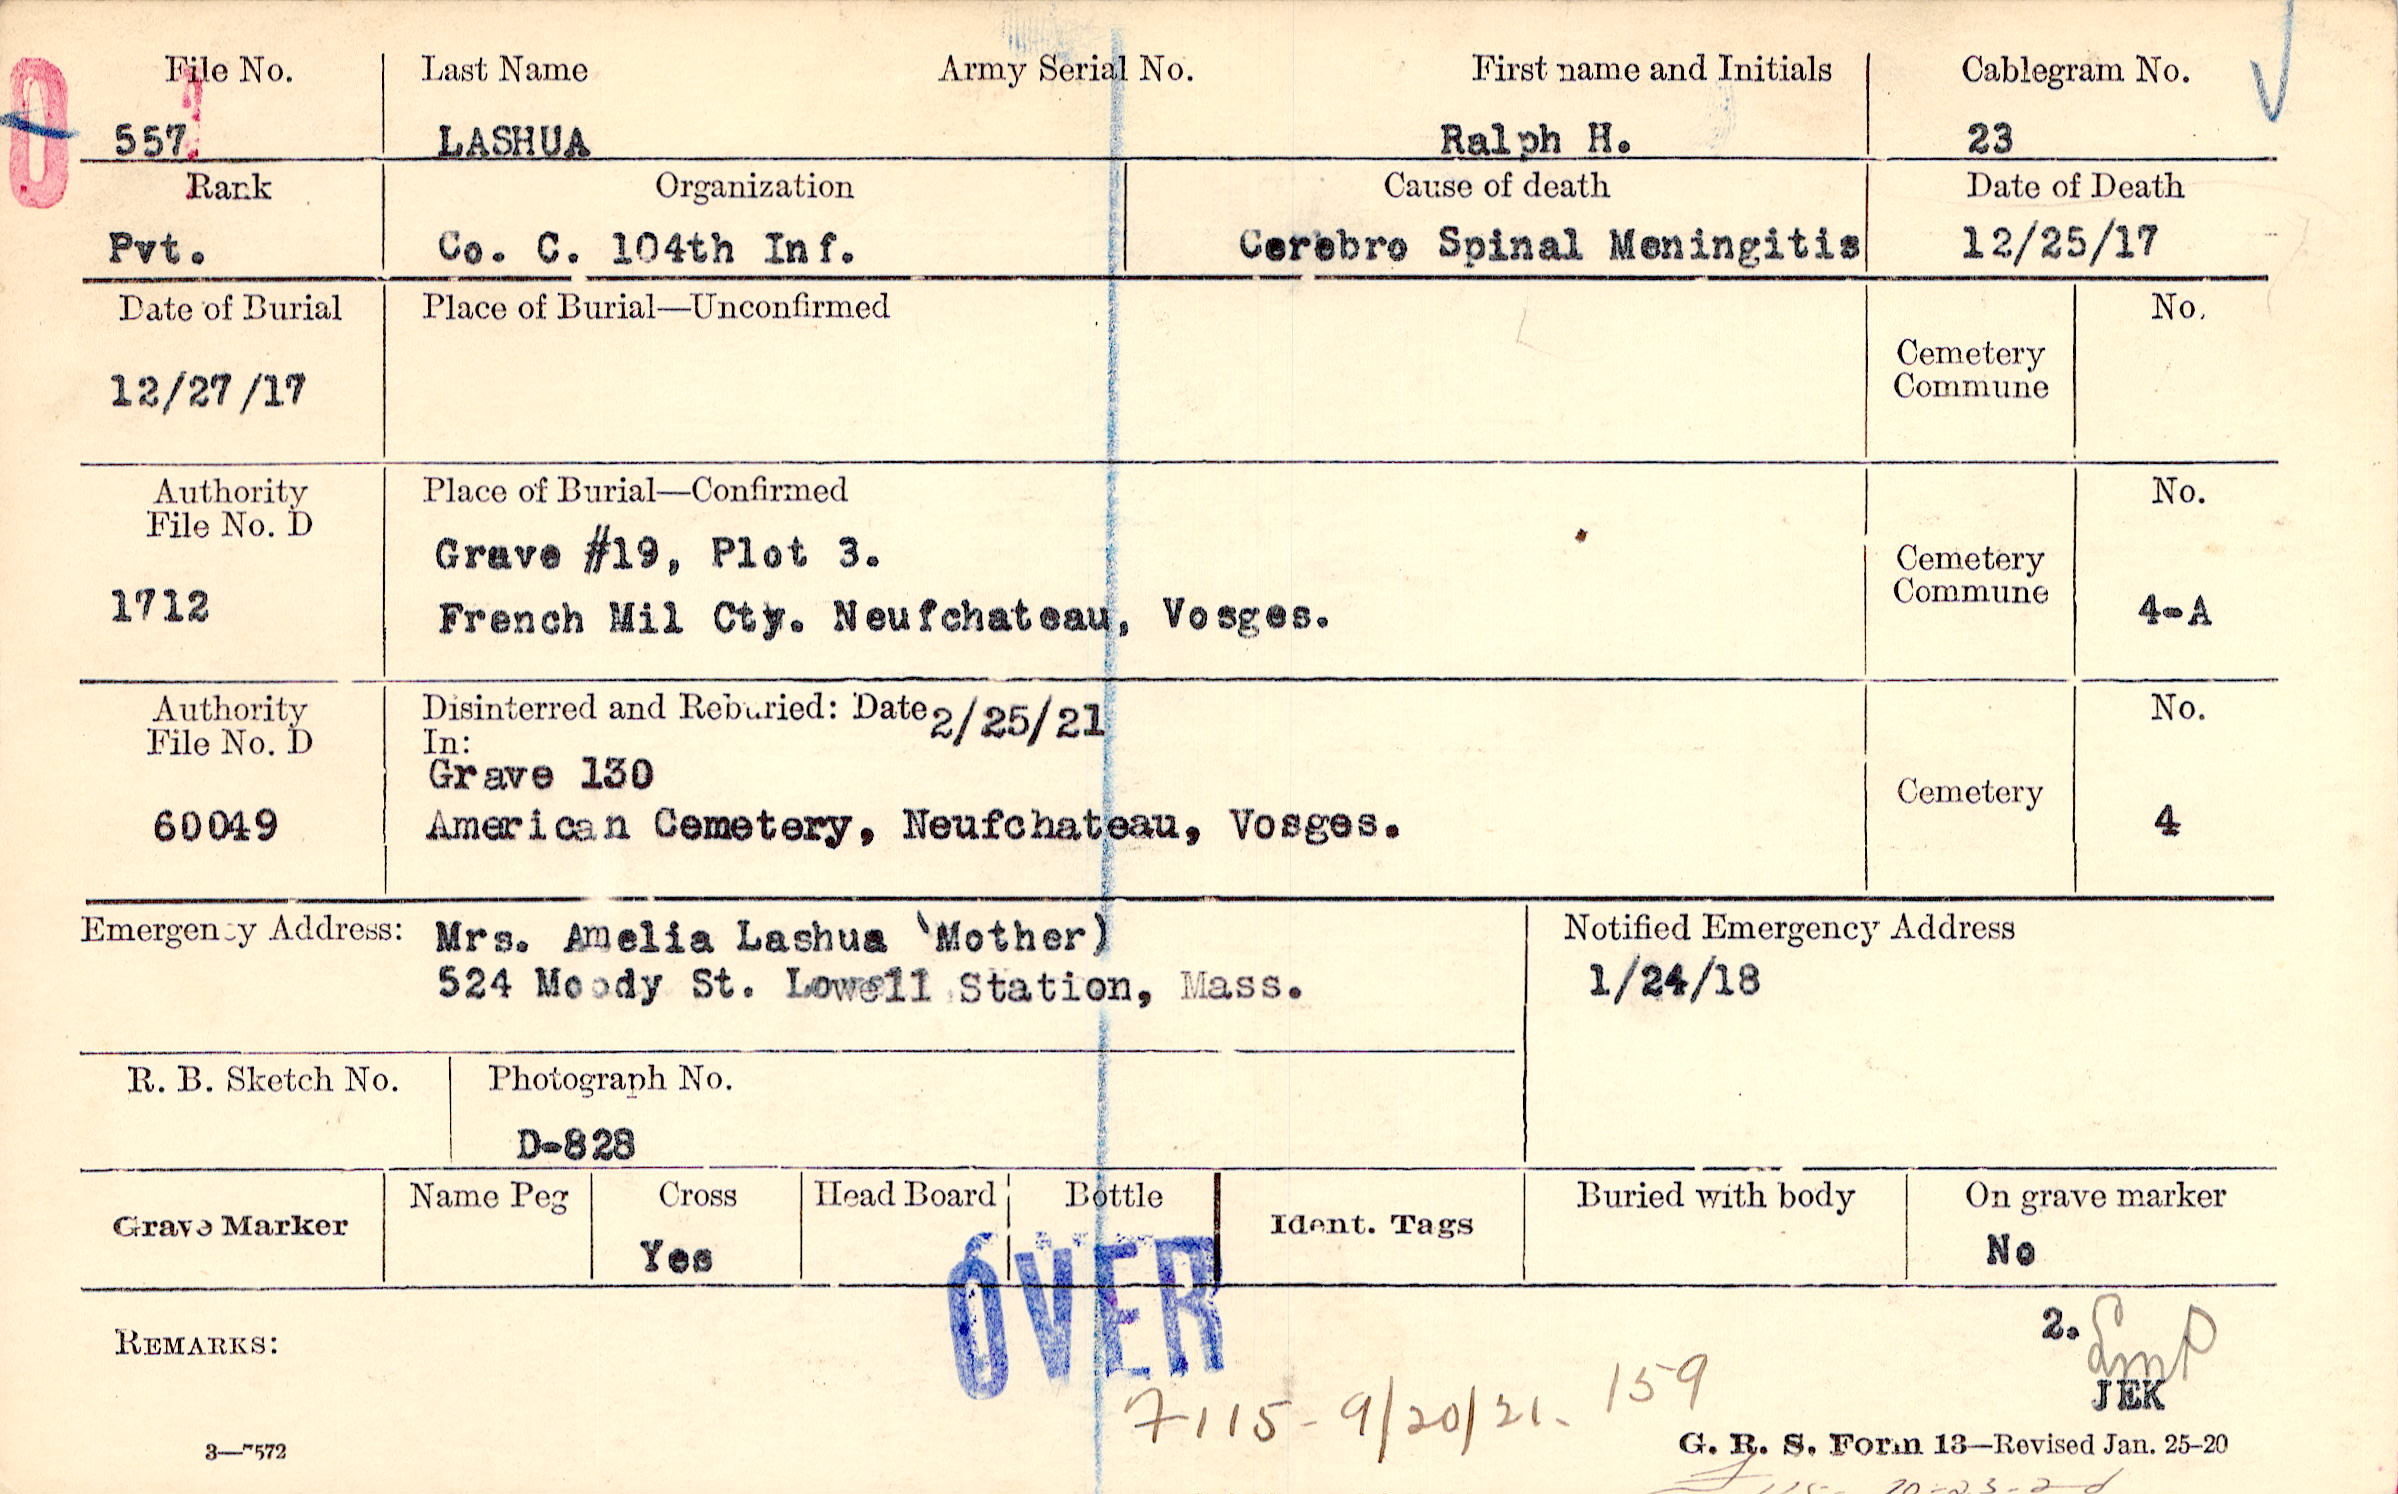 File No. Last Name Army Serial No. First name and Initials Cablegram No.
557 LASHUA Ralph H. 23
Rank Organization Cause of death Date of Death
Pvt. Co. C. 104th Inf. Cerebro Spinal Meningitis 12/25/17
Date of Burial Place of Burial—Unconfirmed No.
Cemetery
Commune
12/27/17
Authority Place of Burial—Confirmed No.
File No. D
Grave #19, Plot 3.
Cemetery
Commune
1712 French Mil Cty. Neufchateau, Vosges. 4-A
Authority Disinterred and Reburied: Date 2/25/21 No.
File No. D In:
Grave 130
Cemetery
60049 American Cemetery, Neufchateau, Vosges. 4
Emergency Address: Mrs. Amelia Lashua (Mother) Notified Emergency Address
524 Moody St. Lowell Station, Mass. 1/24/18
R. B. Sketch No. Photograph No.
D-828
Grave Marker Name Peg Cross Head Board Bottle Ident. Tags Buried with body On grave marker
Yes No
OVER
2.
REMARKS:
JEK
7115-9/20/21. 159
3—7572 G. R. S. Form 13—Revised Jan. 25-20